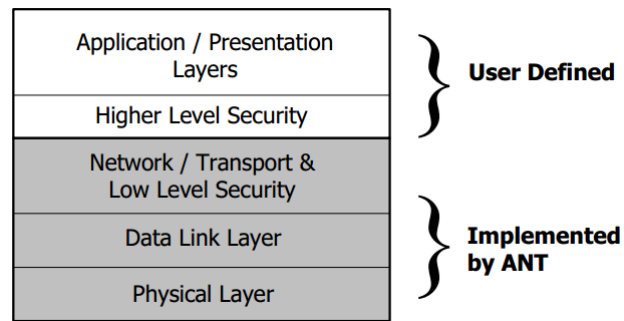 Application / Presentation
Layers
Higher Level Security
Network / Transport &
Low Level Security
Data Link Layer
Physical Layer
User Defined
Implemented
by ANT